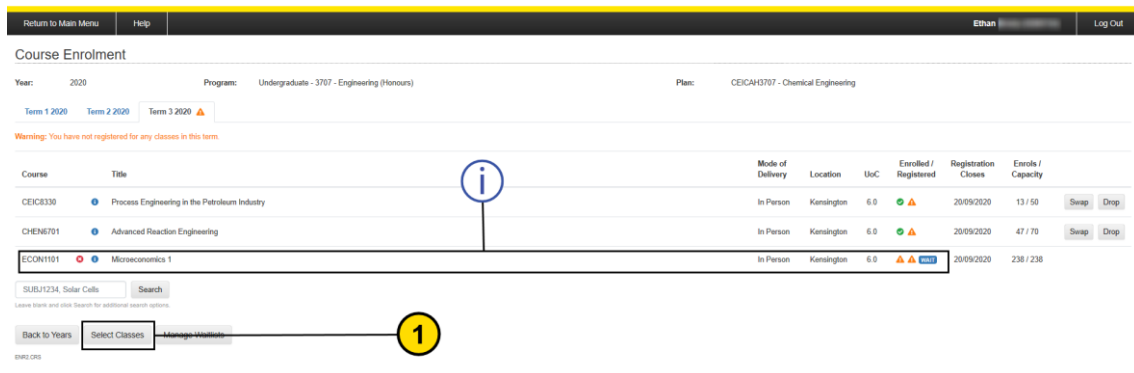 Return to Main Menu Help Ethan Log Out
Course Enrolment
Year: 2020 Program: Undergraduate - 3707 - Engineering (Honours) Plan: CEICAH3707 - Chemical Engineering
Term 1 2020 Term 2 2020 Term 3 2020
Warning: You have not registered for any classes in this term.
Course Title Mode of Delivery Location UoC Enrolled / Registered Registration Closes Enrols / Capacity
i
CEIC8330 Process Engineering in the Petroleum Industry In Person Kensington 6.0 20/09/2020 13 / 50 Swap Drop
CHEN6701 Advanced Reaction Engineering In Person Kensington 6.0 20/09/2020 47 / 70 Swap Drop
ECON1101 Microeconomics 1 In Person Kensington 6.0 WAIT 20/09/2020 238 / 238
SUBJ1234, Solar Cells Search
Leave blank and click Search for additional search options.
Back to Years Select Classes Manage Waitlists 1
ENR2.CRS